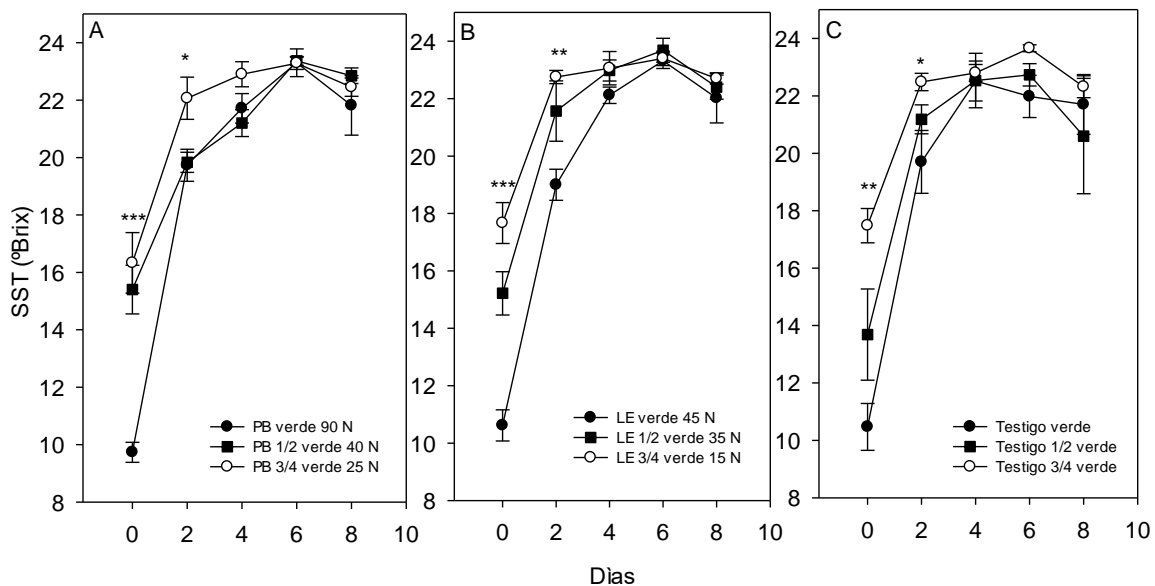 SST (ºBrix)
A
24
22
20
18
16
14
12
10
8
***
*
PB verde 90 N
PB 1/2 verde 40 N
PB 3/4 verde 25 N
0 2 4 6 8 10
B
24
22
20
18
16
14
12
10
8
***
**
LE verde 45 N
LE 1/2 verde 35 N
LE 3/4 verde 15 N
0 2 4 6 8 10
C
24
22
20
18
16
14
12
10
8
**
*
Testigo verde
Testigo 1/2 verde
Testigo 3/4 verde
0 2 4 6 8 10
Dìas